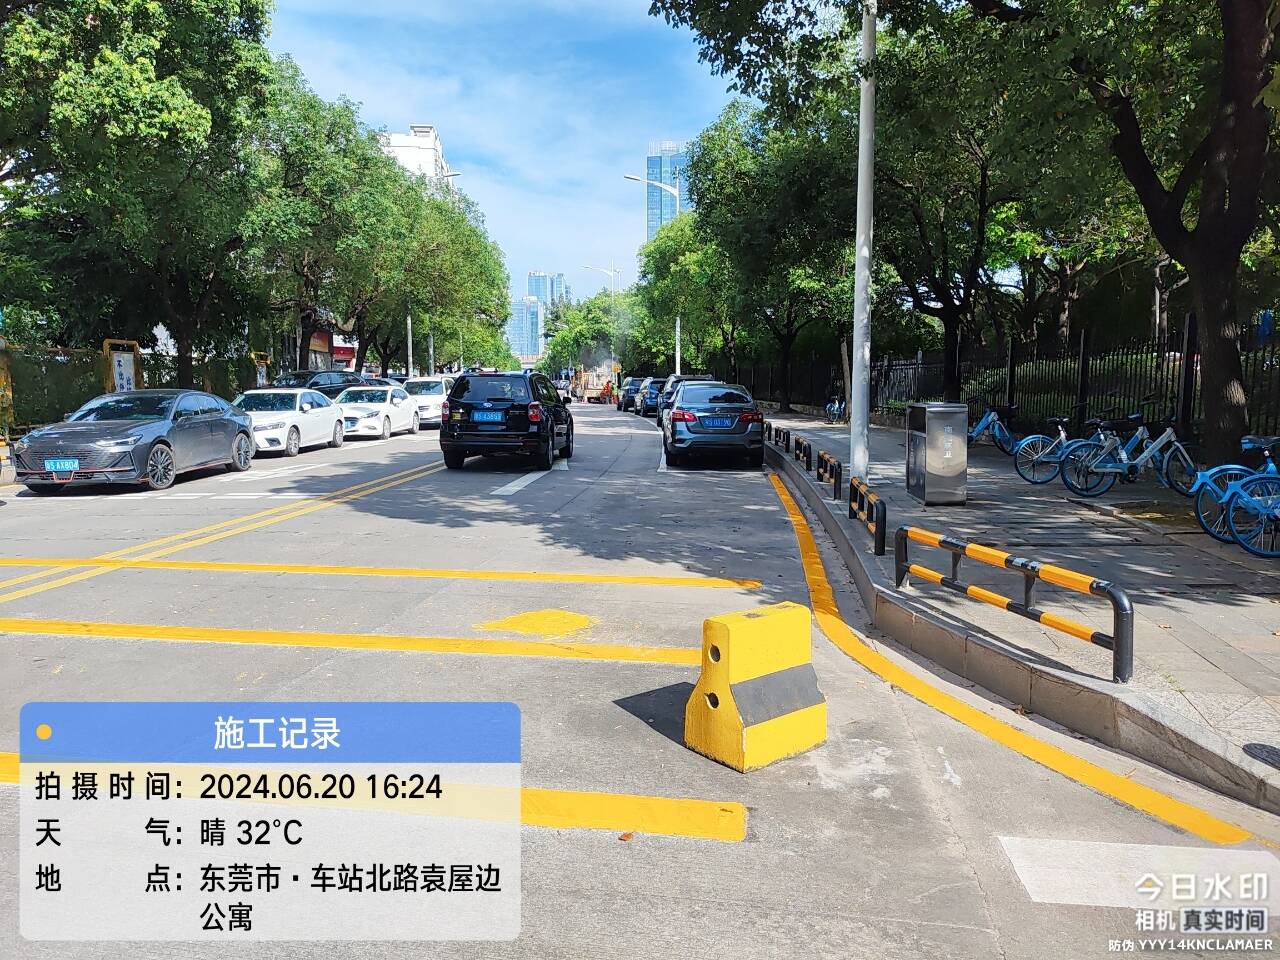 施工记录
拍摄时间：2024.06.20 16:24
天气：晴 32°C
地点：东莞市·车站北路袁屋边
公寓
今日水印
相机 真实时间
防伪 YYY14KNCLAMAER